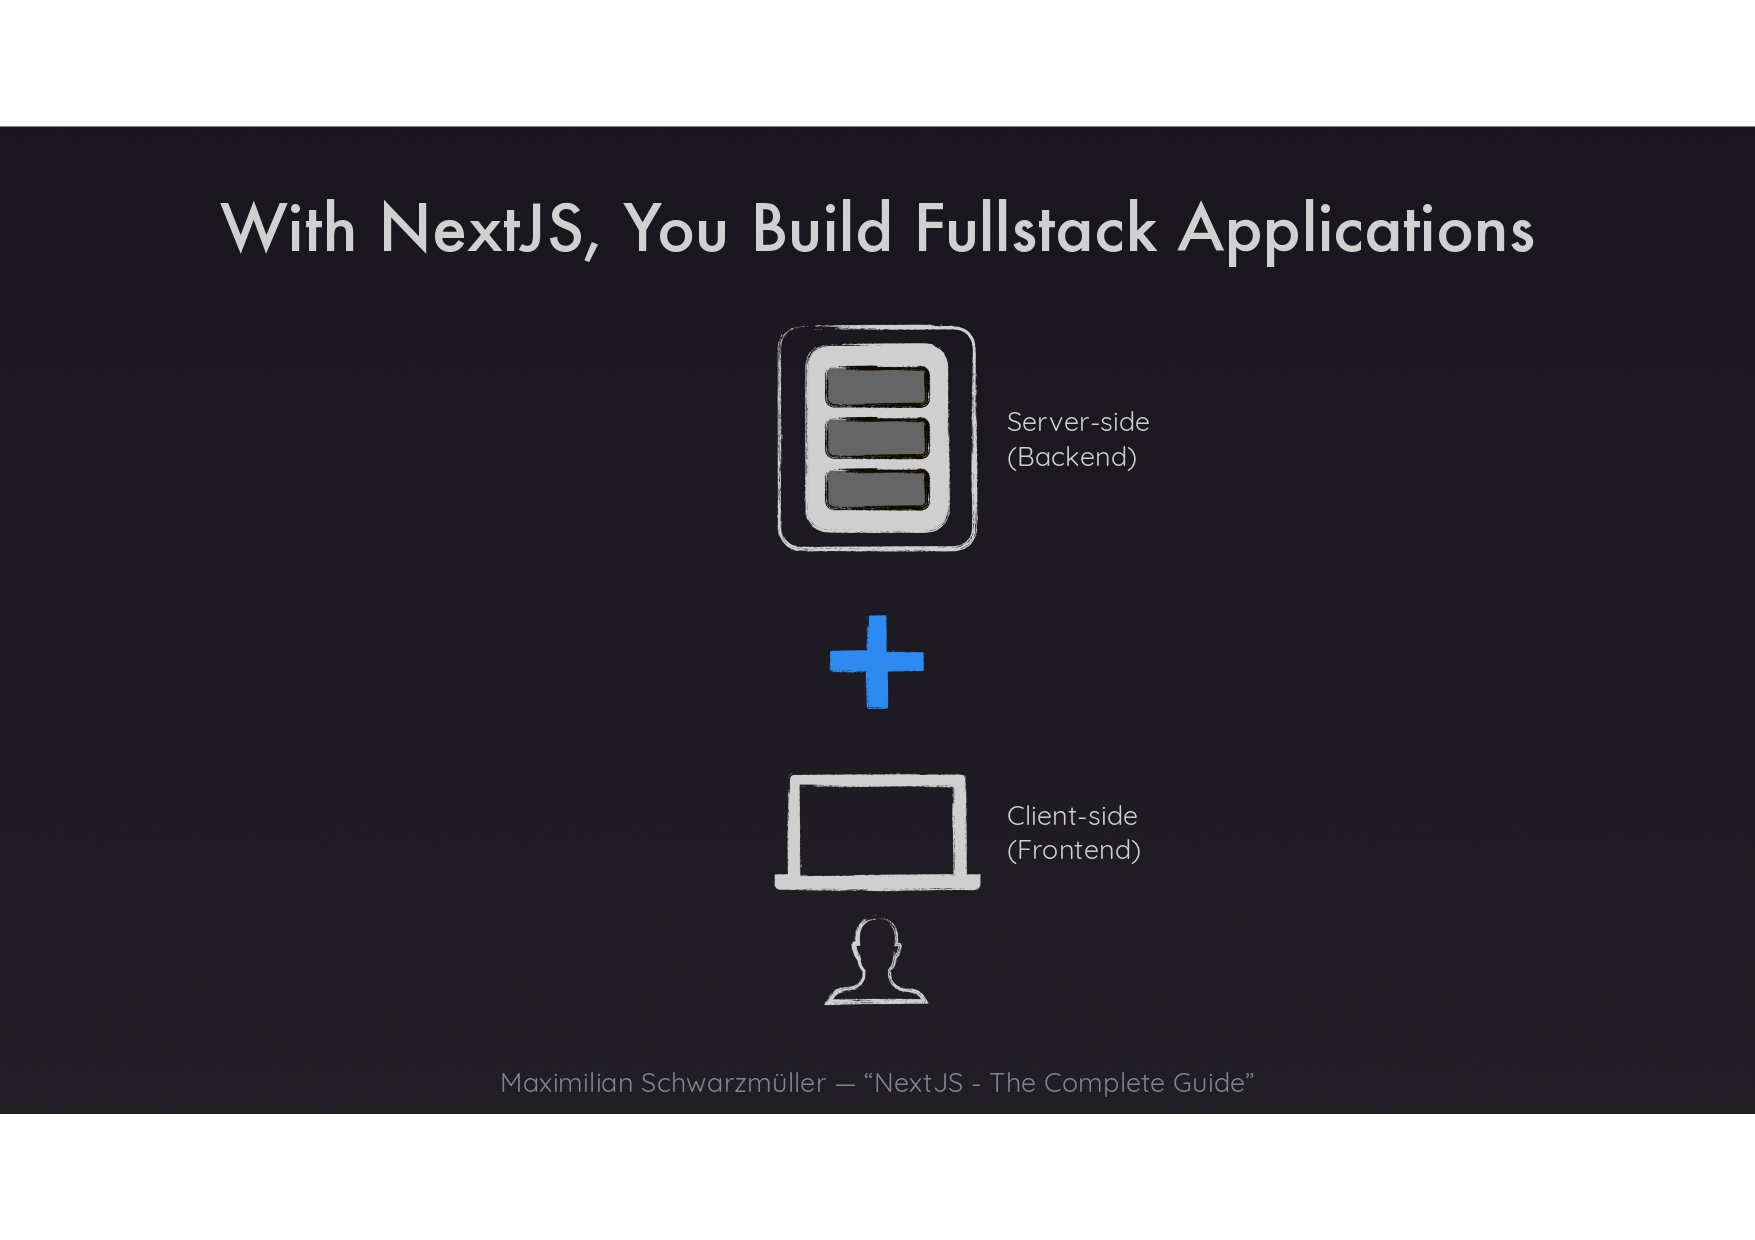 With NextJS, You Build Fullstack Applications
Server-side
(Backend)
Client-side
(Frontend)
Maximilian Schwarzmüller — “NextJS - The Complete Guide”